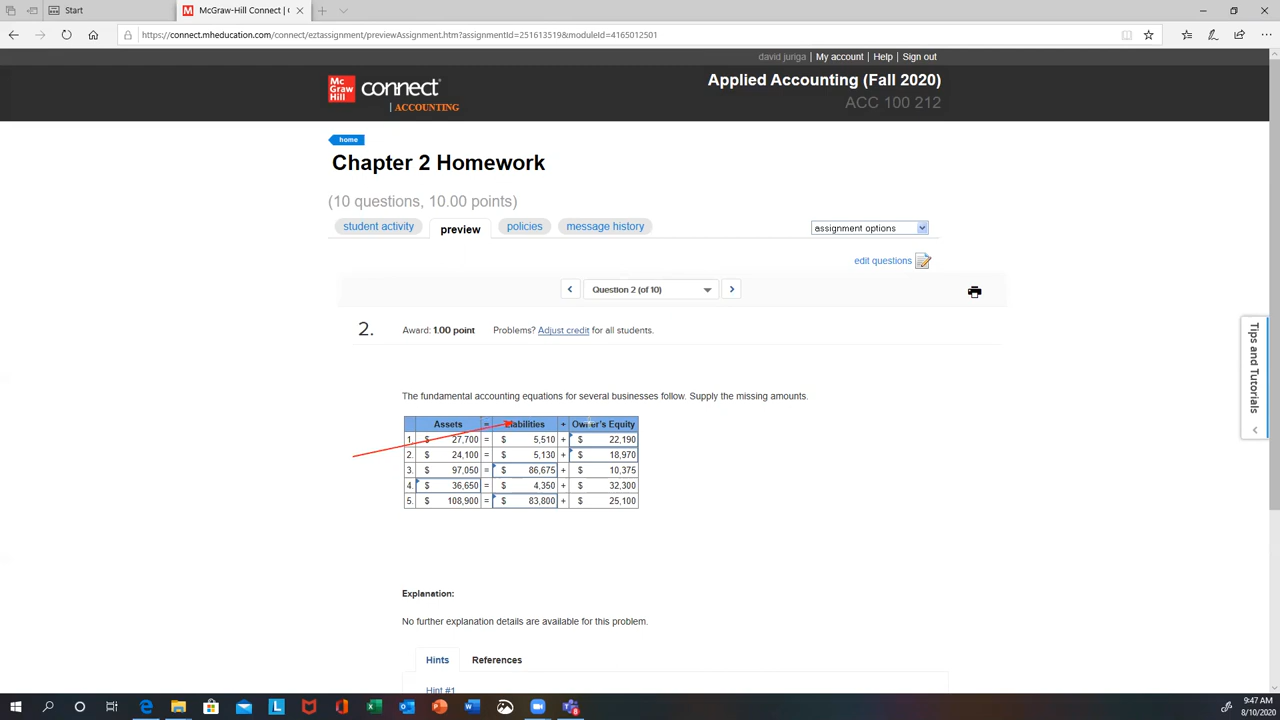 Start
McGraw-Hill Connect | (
https://connect.mheducation.com/connect/eztassignment/previewAssignment.htm?assignmentId=251613519&moduleId=4165012501
david juriga | My account | Help | Sign out
Mc Graw Hill connect | ACCOUNTING
Applied Accounting (Fall 2020)
ACC 100 212
home
Chapter 2 Homework
(10 questions, 10.00 points)
student activity preview policies message history assignment options
edit questions
Question 2 (of 10)
2. Award: 1.00 point Problems? Adjust credit for all students.
The fundamental accounting equations for several businesses follow. Supply the missing amounts.
Assets = Liabilities + Owner's Equity
1. $ 27,700 = $ 5,510 + $ 22,190
2. $ 24,100 = $ 5,130 + $ 18,970
3. $ 97,050 = $ 86,675 + $ 10,375
4. $ 36,650 = $ 4,350 + $ 32,300
5. $ 108,900 = $ 83,800 + $ 25,100
Explanation:
No further explanation details are available for this problem.
Hints References
Hint #1
Tips and Tutorials
9:47 AM
8/10/2020